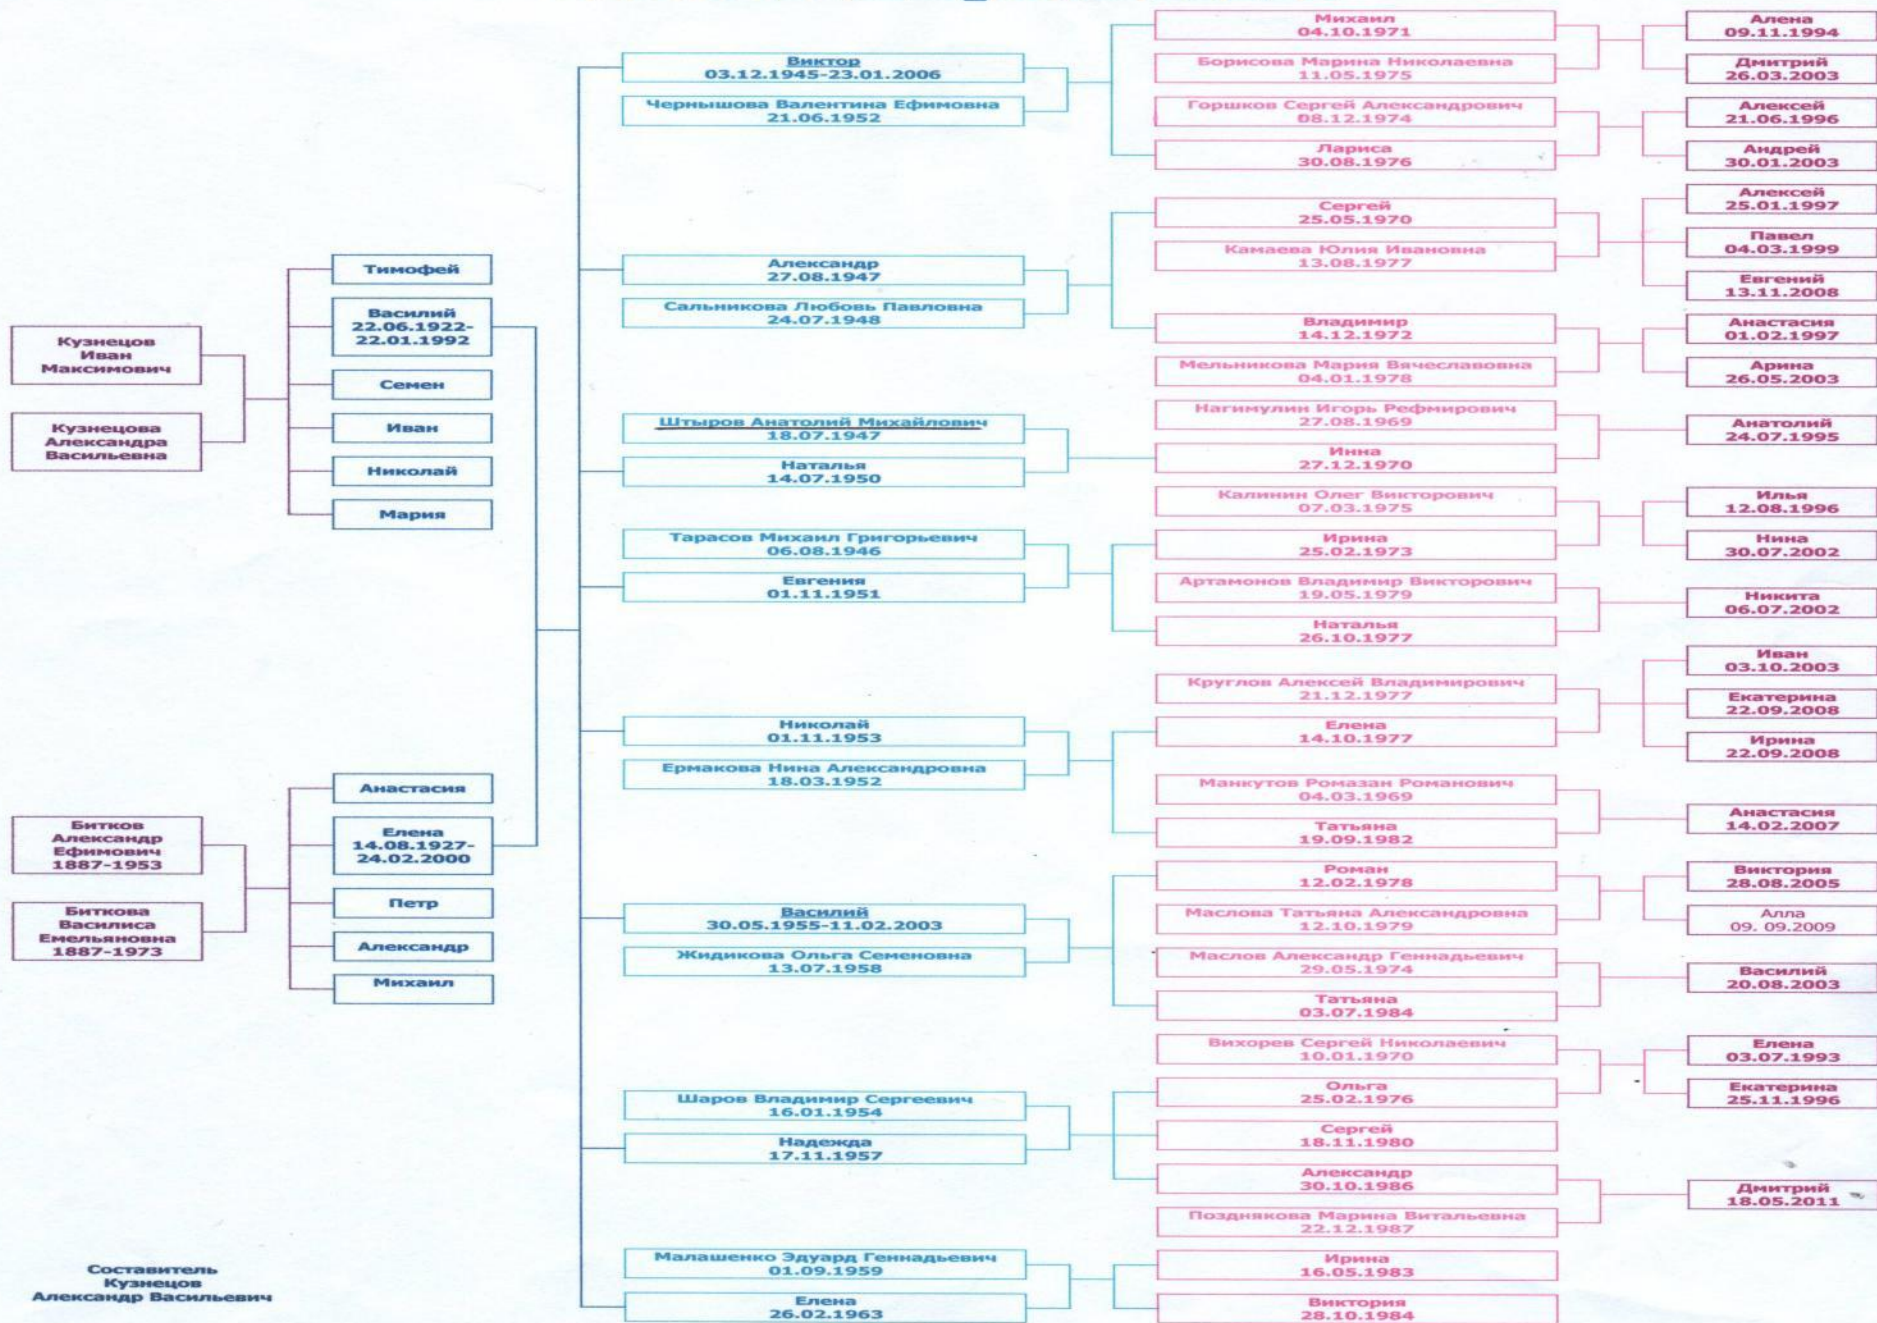 Кузнецов
Иван
Максимович
Кузнецова
Александра
Васильевна
Битков
Александр
Ефимович
1887-1953
Биткова
Василиса
Емельяновна
1887-1973
Составитель
Кузнецов
Александр Васильевич
Тимофей
Василий
22.06.1922-
22.01.1992
Семен
Иван
Николай
Мария
Анастасия
Елена
14.08.1927-
24.02.2000
Петр
Александр
Михаил
Виктор
03.12.1945-23.01.2006
Чернышова Валентина Ефимовна
21.06.1952
Александр
27.08.1947
Сальникова Любовь Павловна
24.07.1948
Штыров Анатолий Михайлович
18.07.1947
Наталья
14.07.1950
Тарасов Михаил Григорьевич
06.08.1946
Евгения
01.11.1951
Николай
01.11.1953
Ермакова Нина Александровна
18.03.1952
Василий
30.05.1955-11.02.2003
Жидикова Ольга Семеновна
13.07.1958
Шаров Владимир Сергеевич
16.01.1954
Надежда
17.11.1957
Малашенко Эдуард Геннадьевич
01.09.1959
Елена
26.02.1963
Михаил
04.10.1971
Борисова Марина Николаевна
11.05.1975
Горшков Сергей Александрович
08.12.1974
Лариса
30.08.1976
Сергей
25.05.1970
Камаева Юлия Ивановна
13.08.1977
Владимир
14.12.1972
Мельникова Мария Вячеславовна
04.01.1978
Нагимулин Игорь Рефмирович
27.08.1969
Инна
27.12.1970
Калинин Олег Викторович
07.03.1975
Ирина
25.02.1973
Артамонов Владимир Викторович
19.05.1979
Наталья
26.10.1977
Круглов Алексей Владимирович
21.12.1977
Елена
14.10.1977
Манкутов Ромазан Романович
04.03.1969
Татьяна
19.09.1982
Роман
12.02.1978
Маслова Татьяна Александровна
12.10.1979
Маслов Александр Геннадьевич
29.05.1974
Татьяна
03.07.1984
Вихорев Сергей Николаевич
10.01.1970
Ольга
25.02.1976
Сергей
18.11.1980
Александр
30.10.1986
Позднякова Марина Витальевна
22.12.1987
Ирина
16.05.1983
Виктория
28.10.1984
Алена
09.11.1994
Дмитрий
26.03.2003
Алексей
21.06.1996
Андрей
30.01.2003
Алексей
25.01.1997
Павел
04.03.1999
Евгений
13.11.2008
Анастасия
01.02.1997
Арина
26.05.2003
Анатолий
24.07.1995
Илья
12.08.1996
Нина
30.07.2002
Никита
06.07.2002
Иван
03.10.2003
Екатерина
22.09.2008
Ирина
22.09.2008
Анастасия
14.02.2007
Виктория
28.08.2005
Алла
09. 09.2009
Василий
20.08.2003
Елена
03.07.1993
Екатерина
25.11.1996
Дмитрий
18.05.2011